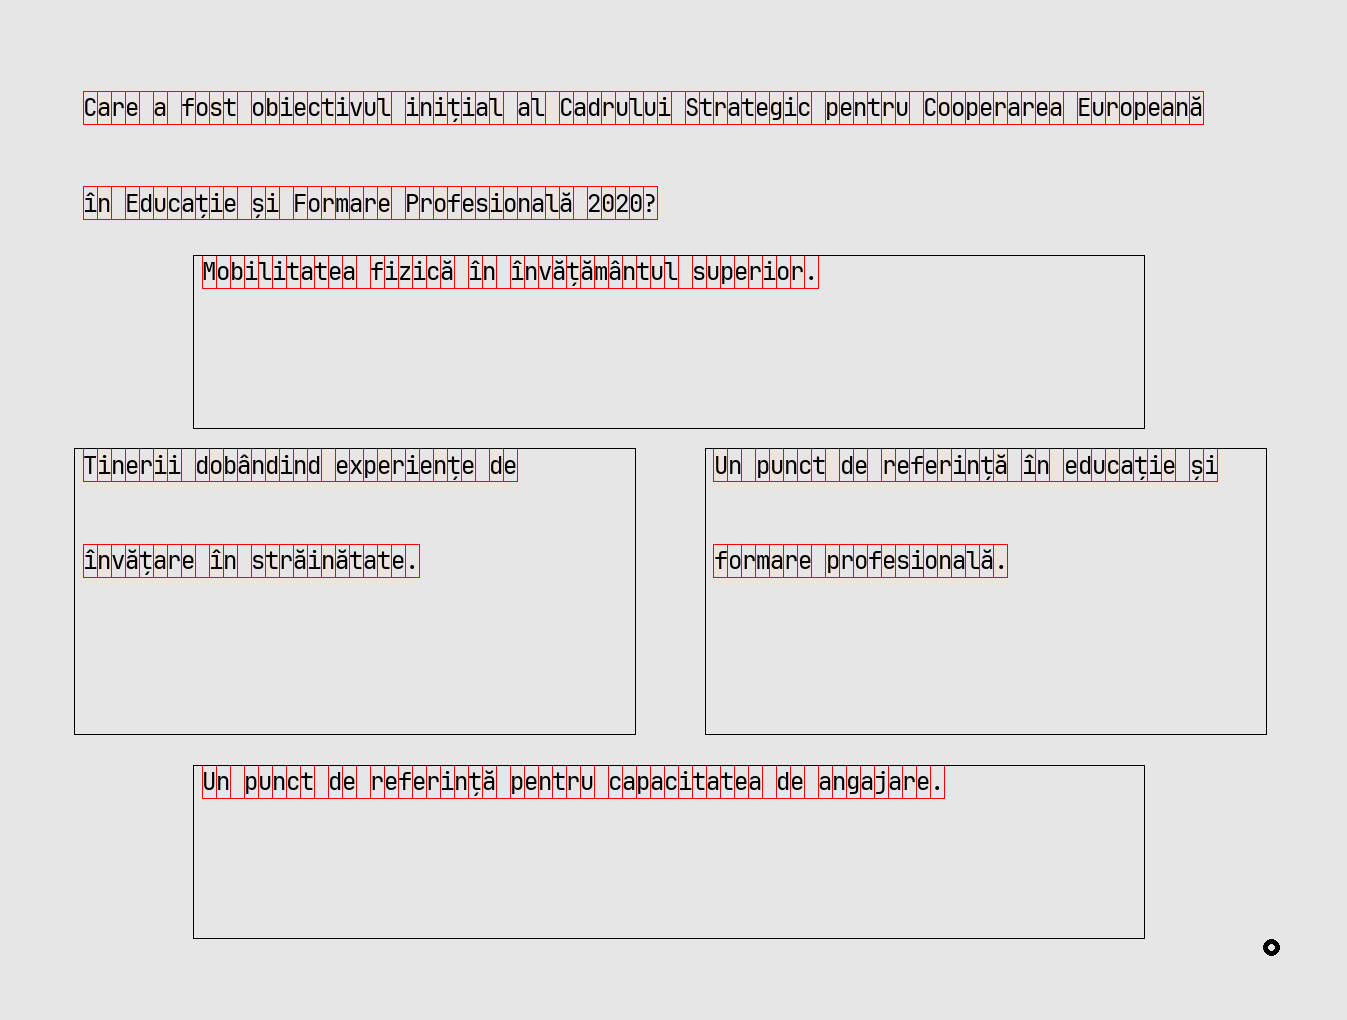 Care a fost obiectivul inițial al Cadrului Strategic pentru Cooperarea Europeană
în Educație și Formare Profesională 2020?
Mobilitatea fizică în învățământul superior.
Tinerii dobândind experiențe de
învățare în străinătate.
Un punct de referință în educație și
formare profesională.
Un punct de referință pentru capacitatea de angajare.